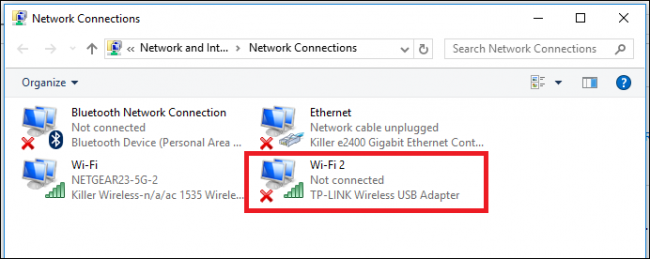 Network Connections
« Network and Int... › Network Connections
Search Network Connections
Organize
Bluetooth Network Connection
Not connected
Bluetooth Device (Personal Area ...
Ethernet
Network cable unplugged
Killer e2400 Gigabit Ethernet Cont...
Wi-Fi
NETGEAR23-5G-2
Killer Wireless-n/a/ac 1535 Wirele...
Wi-Fi 2
Not connected
TP-LINK Wireless USB Adapter